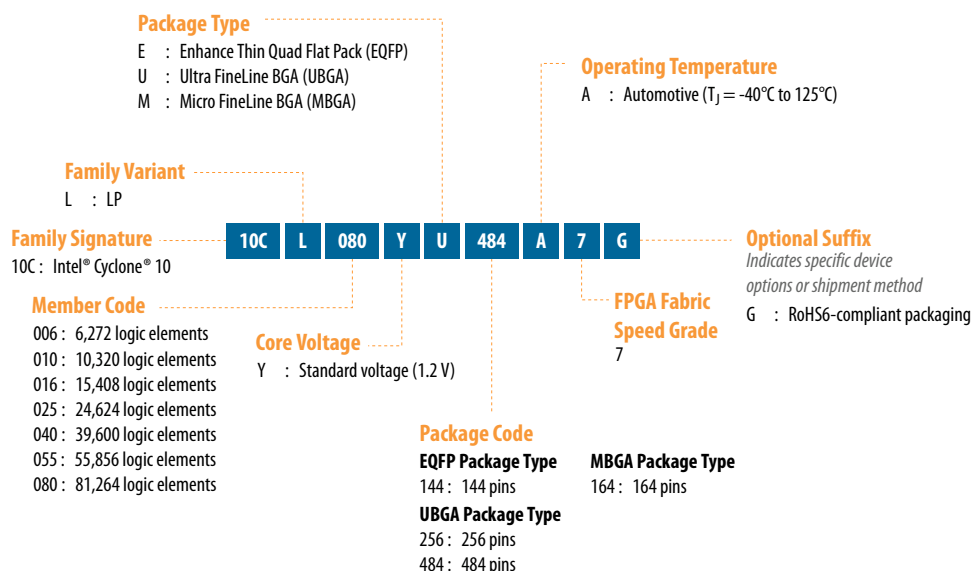 Package Type
E : Enhance Thin Quad Flat Pack (EQFP)
U : Ultra FineLine BGA (UBGA)
M : Micro FineLine BGA (MBGA)
Operating Temperature
A : Automotive (TJ = -40°C to 125°C)
Family Variant
L : LP
Family Signature
10C : Intel® Cyclone® 10
10C L 080 Y U 484 A 7 G
Optional Suffix
Indicates specific device
options or shipment method
G : RoHS6-compliant packaging
Member Code
006 : 6,272 logic elements
010 : 10,320 logic elements
016 : 15,408 logic elements
025 : 24,624 logic elements
040 : 39,600 logic elements
055 : 55,856 logic elements
080 : 81,264 logic elements
Core Voltage
Y : Standard voltage (1.2 V)
FPGA Fabric
Speed Grade
7
Package Code
EQFP Package Type
144 : 144 pins
UBGA Package Type
256 : 256 pins
484 : 484 pins
MBGA Package Type
164 : 164 pins